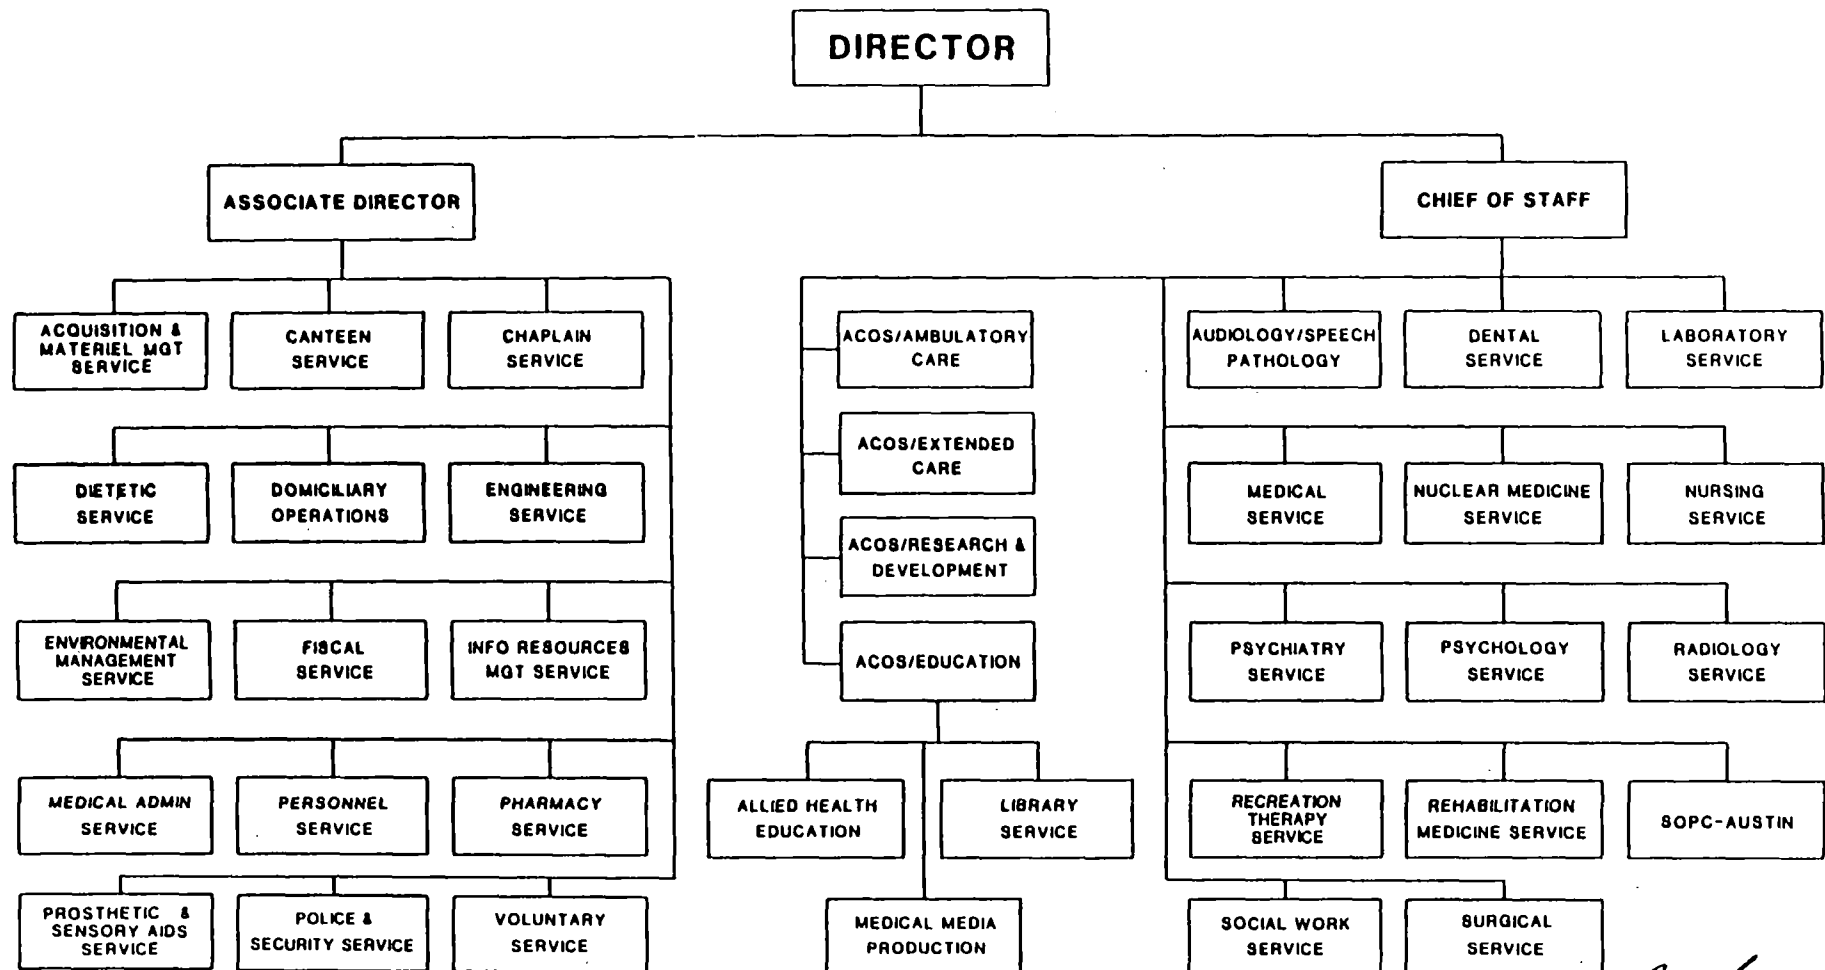 DIRECTOR
ASSOCIATE DIRECTOR
CHIEF OF STAFF
ACQUISITION &
MATERIEL MGT
SERVICE
CANTEEN
SERVICE
CHAPLAIN
SERVICE
ACOS/AMBULATORY
CARE
AUDIOLOGY/SPEECH
PATHOLOGY
DENTAL
SERVICE
LABORATORY
SERVICE
ACOS/EXTENDED
CARE
DIETETIC
SERVICE
DOMICILIARY
OPERATIONS
ENGINEERING
SERVICE
MEDICAL
SERVICE
NUCLEAR MEDICINE
SERVICE
NURSING
SERVICE
ACOS/RESEARCH &
DEVELOPMENT
ENVIRONMENTAL
MANAGEMENT
SERVICE
FISCAL
SERVICE
INFO RESOURCES
MGT SERVICE
ACOS/EDUCATION
PSYCHIATRY
SERVICE
PSYCHOLOGY
SERVICE
RADIOLOGY
SERVICE
MEDICAL ADMIN
SERVICE
PERSONNEL
SERVICE
PHARMACY
SERVICE
ALLIED HEALTH
EDUCATION
LIBRARY
SERVICE
RECREATION
THERAPY
SERVICE
REHABILITATION
MEDICINE SERVICE
SOPC-AUSTIN
PROSTHETIC &
SENSORY AIDS
SERVICE
POLICE &
SECURITY SERVICE
VOLUNTARY
SERVICE
MEDICAL MEDIA
PRODUCTION
SOCIAL WORK
SERVICE
SURGICAL
SERVICE